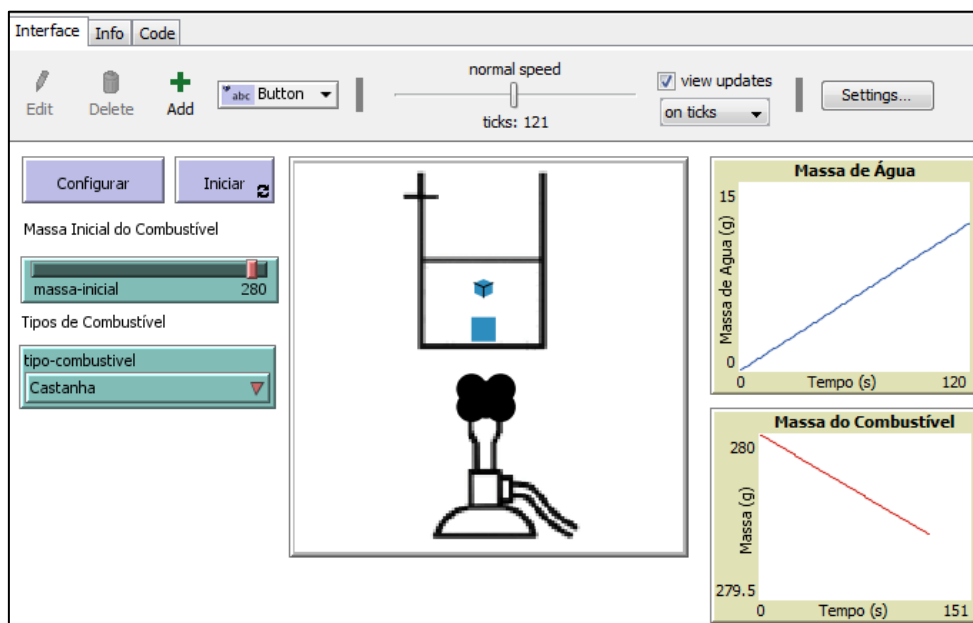 Interface Info Code
Edit Delete Add
abc Button
normal speed
ticks: 121
view updates
on ticks
Settings...
Configurar
Iniciar
Massa Inicial do Combustível
massa-inicial 280
Tipos de Combustível
tipo-combustivel
Castanha
Massa de Água
15
Massa de Agua (g)
0
0 Tempo (s) 120
Massa do Combustível
280
Massa (g)
279.5
0 Tempo (s) 151